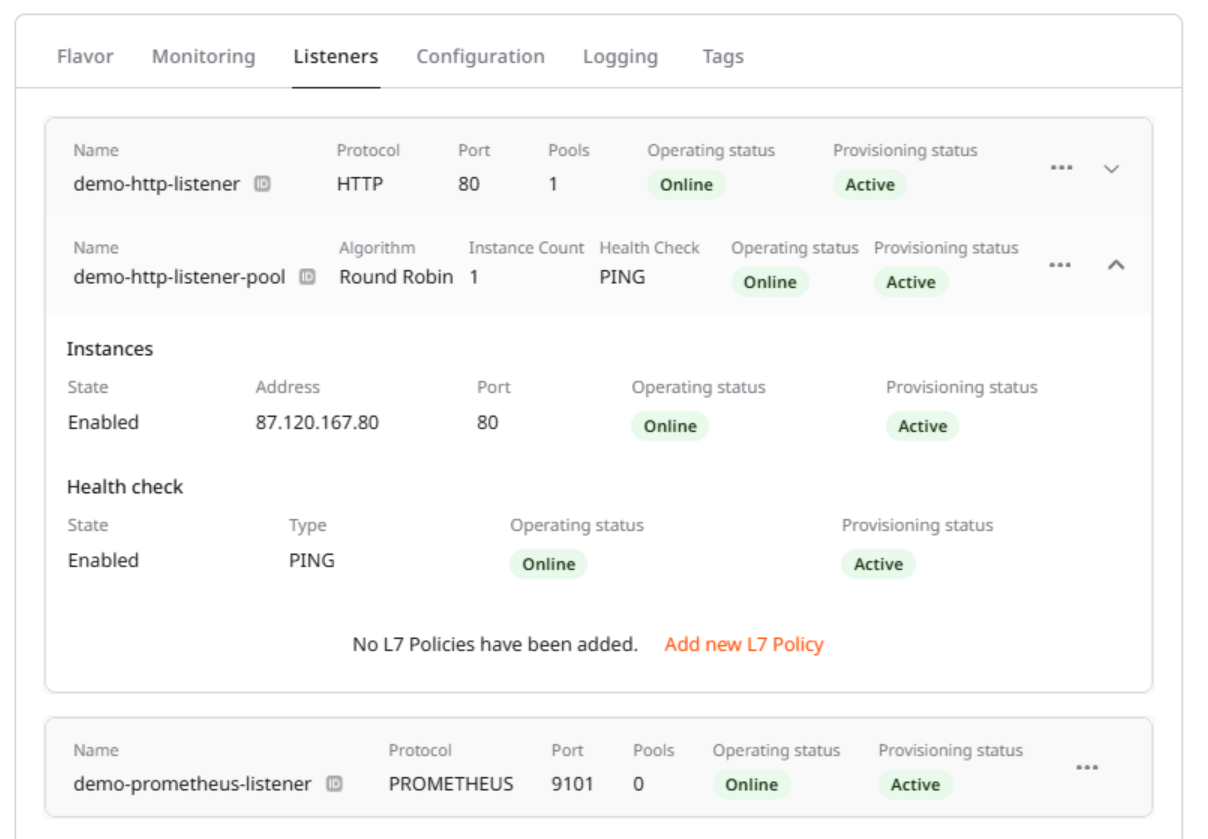 Flavor Monitoring Listeners Configuration Logging Tags
Name Protocol Port Pools Operating status Provisioning status
demo-http-listener ID HTTP 80 1 Online Active
Name Algorithm Instance Count Health Check Operating status Provisioning status
demo-http-listener-pool ID Round Robin 1 PING Online Active
Instances
State Address Port Operating status Provisioning status
Enabled 87.120.167.80 80 Online Active
Health check
State Type Operating status Provisioning status
Enabled PING Online Active
No L7 Policies have been added. Add new L7 Policy
Name Protocol Port Pools Operating status Provisioning status
demo-prometheus-listener ID PROMETHEUS 9101 0 Online Active